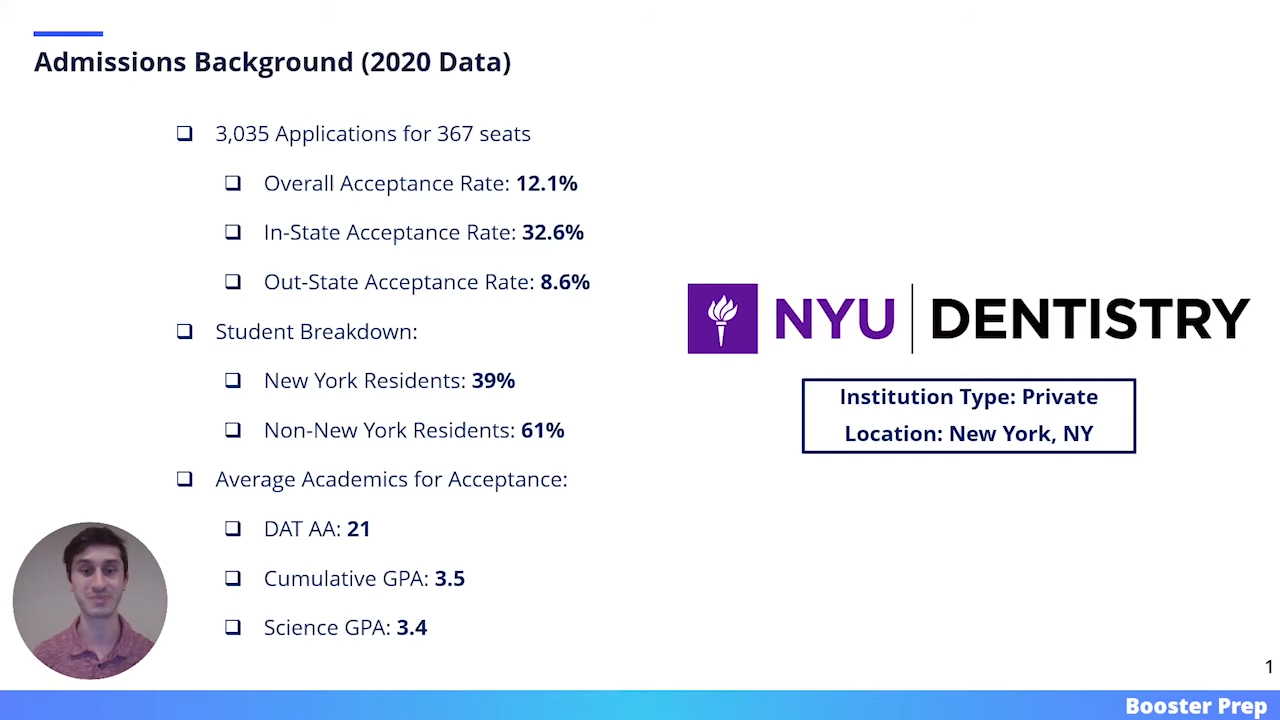 Admissions Background (2020 Data)
3,035 Applications for 367 seats
Overall Acceptance Rate: 12.1%
In-State Acceptance Rate: 32.6%
Out-State Acceptance Rate: 8.6%
Student Breakdown:
New York Residents: 39%
Non-New York Residents: 61%
Average Academics for Acceptance:
DAT AA: 21
Cumulative GPA: 3.5
Science GPA: 3.4
NYU DENTISTRY
Institution Type: Private
Location: New York, NY
1
Booster Prep